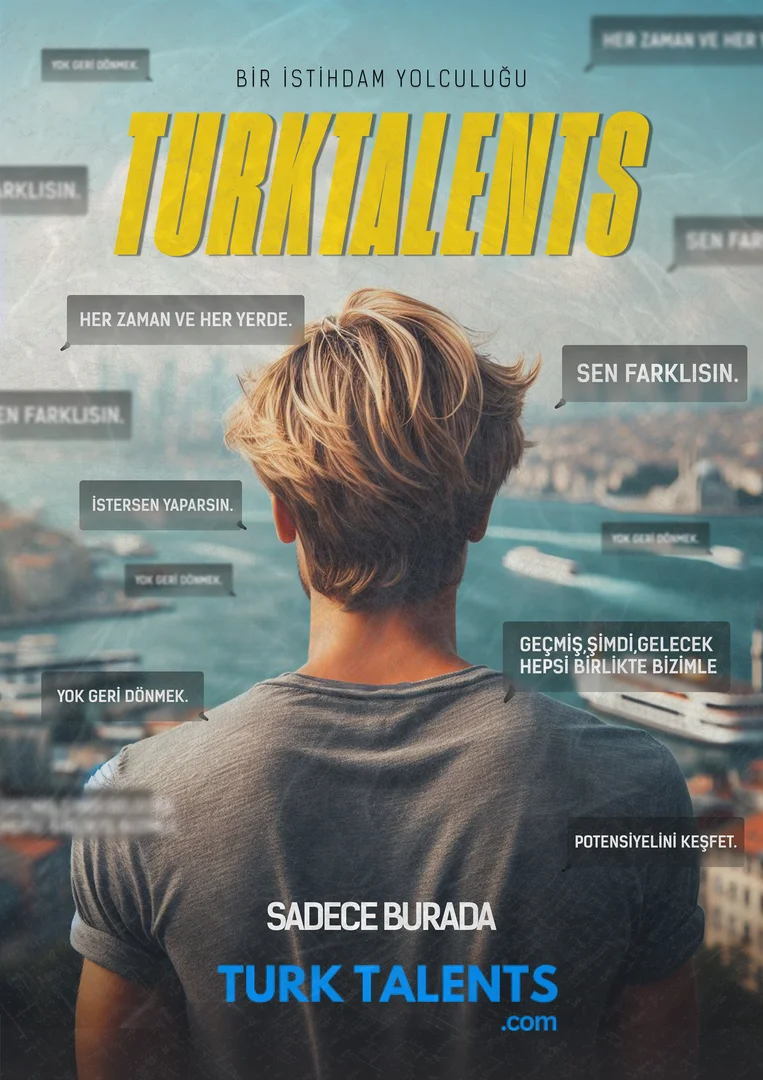 YOK GERİ DÖNMEK.
HER ZAMAN VE HER Y
BİR İSTİHDAM YOLCULUĞU
TURKTALENTS
ARKLISIN.
SEN FAR
HER ZAMAN VE HER YERDE.
SEN FARKLISIN.
EN FARKLISIN.
İSTERSEN YAPARSIN.
YOK GERİ DÖNMEK.
YOK GERİ DÖNMEK.
GEÇMİŞ,ŞİMDİ,GELECEK
HEPSİ BİRLİKTE BİZİMLE
YOK GERİ DÖNMEK.
POTENSİYELİNİ KEŞFET.
SADECE BURADA
TURK TALENTS
.com